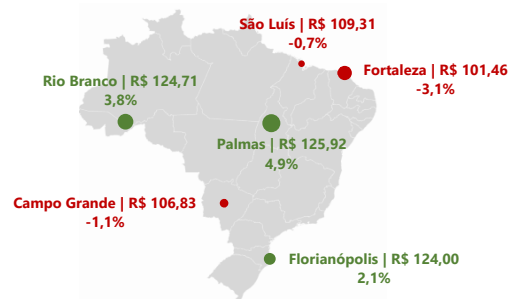 São Luís | R$ 109,31
-0,7%
Fortaleza | R$ 101,46
-3,1%
Rio Branco | R$ 124,71
3,8%
Palmas | R$ 125,92
4,9%
Campo Grande | R$ 106,83
-1,1%
Florianópolis | R$ 124,00
2,1%